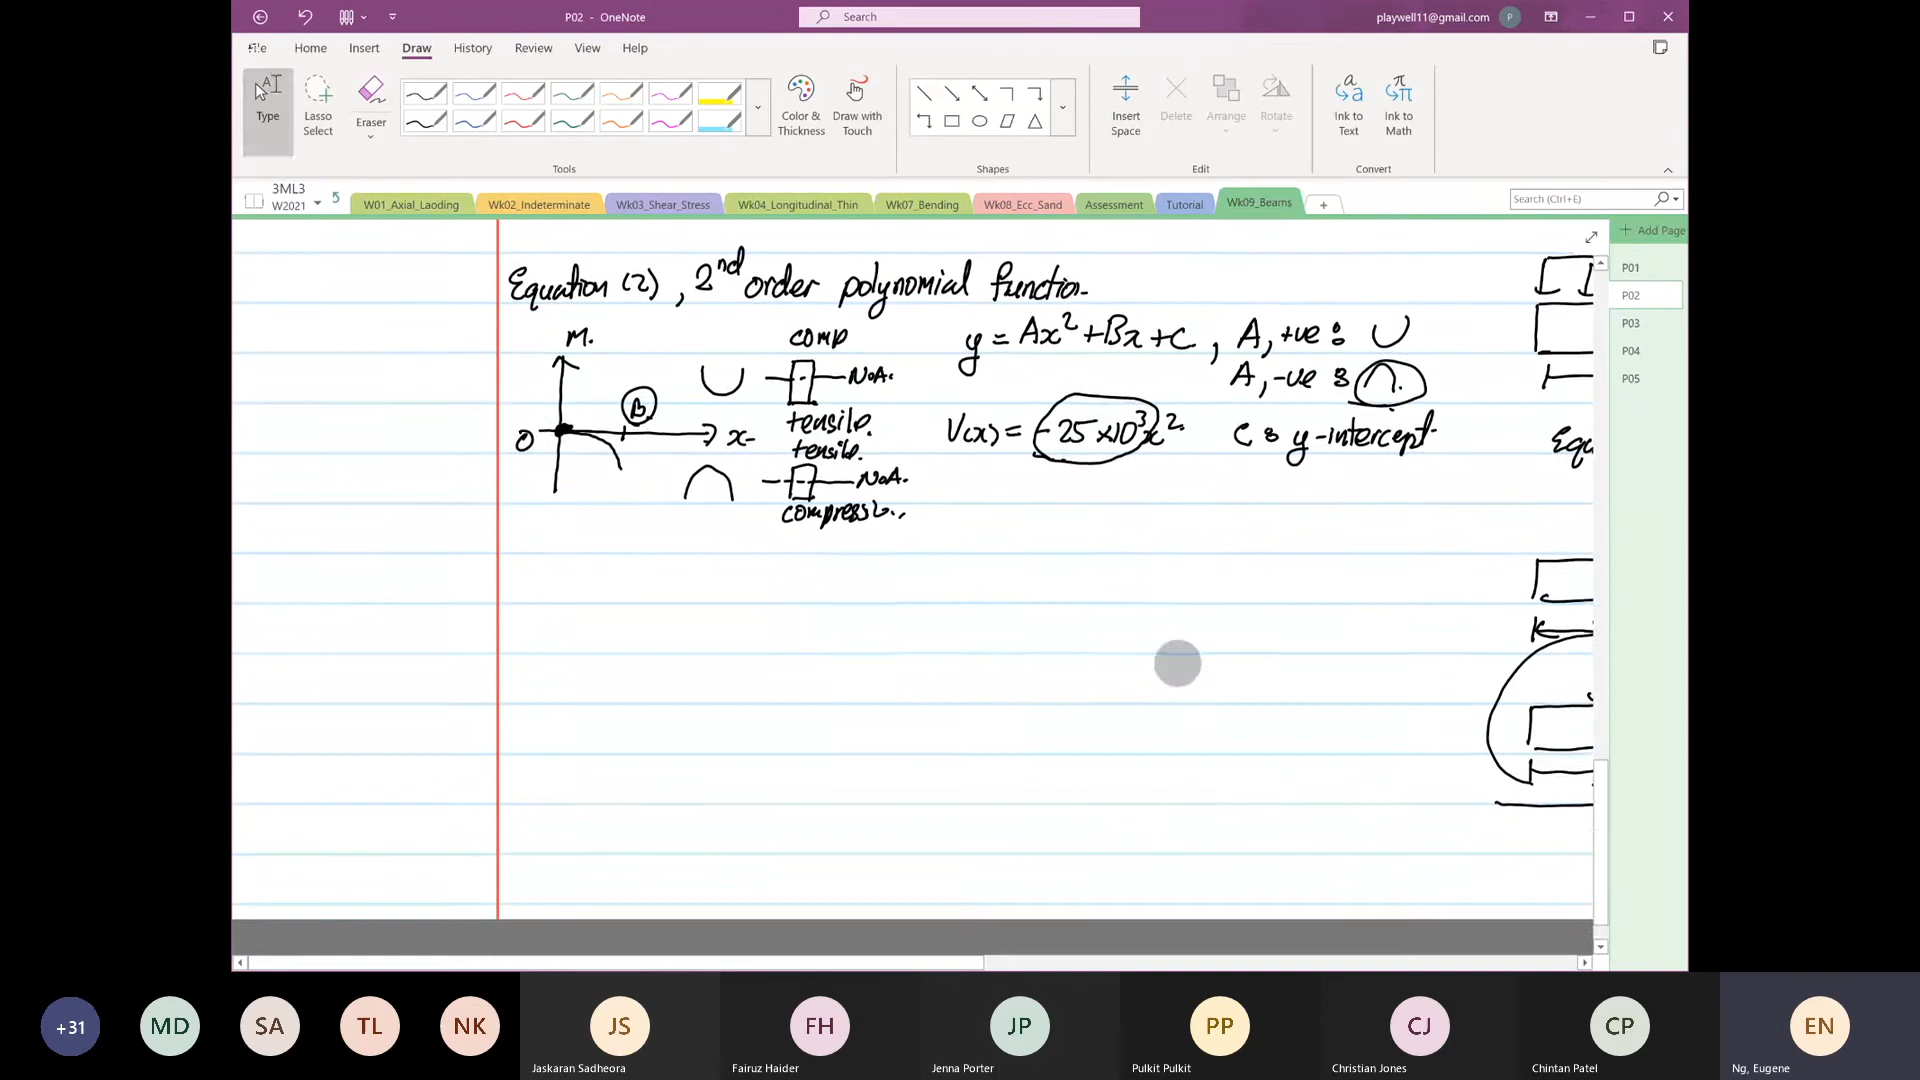 P02 - OneNote
Search
playwell11@gmail.com
P
File Home Insert Draw History Review View Help
Type
Lasso Select
Eraser
Color & Thickness
Draw with Touch
Insert Space
Delete
Arrange
Rotate
Ink to Text
Ink to Math
Tools
Shapes
Edit
Convert
3ML3 W2021
W01_Axial_Laoding
Wk02_Indeterminate
Wk03_Shear_Stress
Wk04_Longitudinal_Thin
Wk07_Bending
Wk08_Ecc_Sand
Assessment
Tutorial
Wk09_Beams
Search (Ctrl+E)
Add Page
P01
P02
P03
P04
P05
Equation (2), 2nd order polynomial function.
M.
comp
y = Ax² + Bx + C, A, +ve : ∪
N.A.
A, -ve : ∩
B
O
x
tensile.
V(x) = -25×10³x².
C : y-intercept.
Equ
tensile.
N.A.
compressi..
+31
MD
SA
TL
NK
JS
Jaskaran Sadheora
FH
Fairuz Haider
JP
Jenna Porter
PP
Pulkit Pulkit
CJ
Christian Jones
CP
Chintan Patel
EN
Ng, Eugene